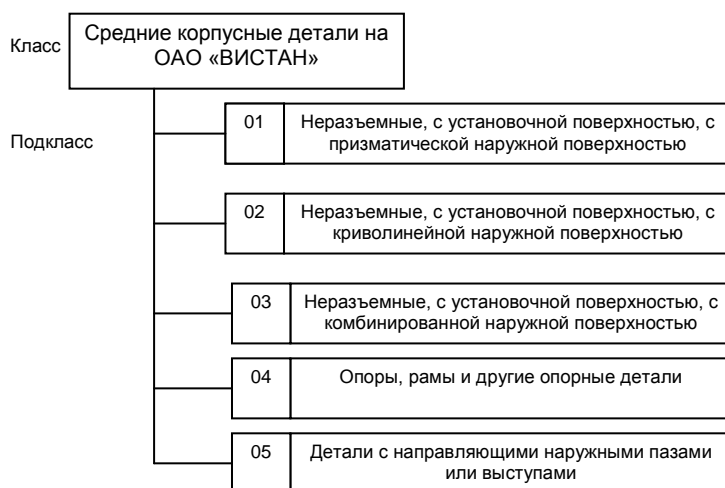 Класс
Средние корпусные детали на
ОАО «ВИСТАН»
Подкласс
01
Неразъемные, с установочной поверхностью, с
призматической наружной поверхностью
02
Неразъемные, с установочной поверхностью, с
криволинейной наружной поверхностью
03
Неразъемные, с установочной поверхностью, с
комбинированной наружной поверхностью
04
Опоры, рамы и другие опорные детали
05
Детали с направляющими наружными пазами
или выступами